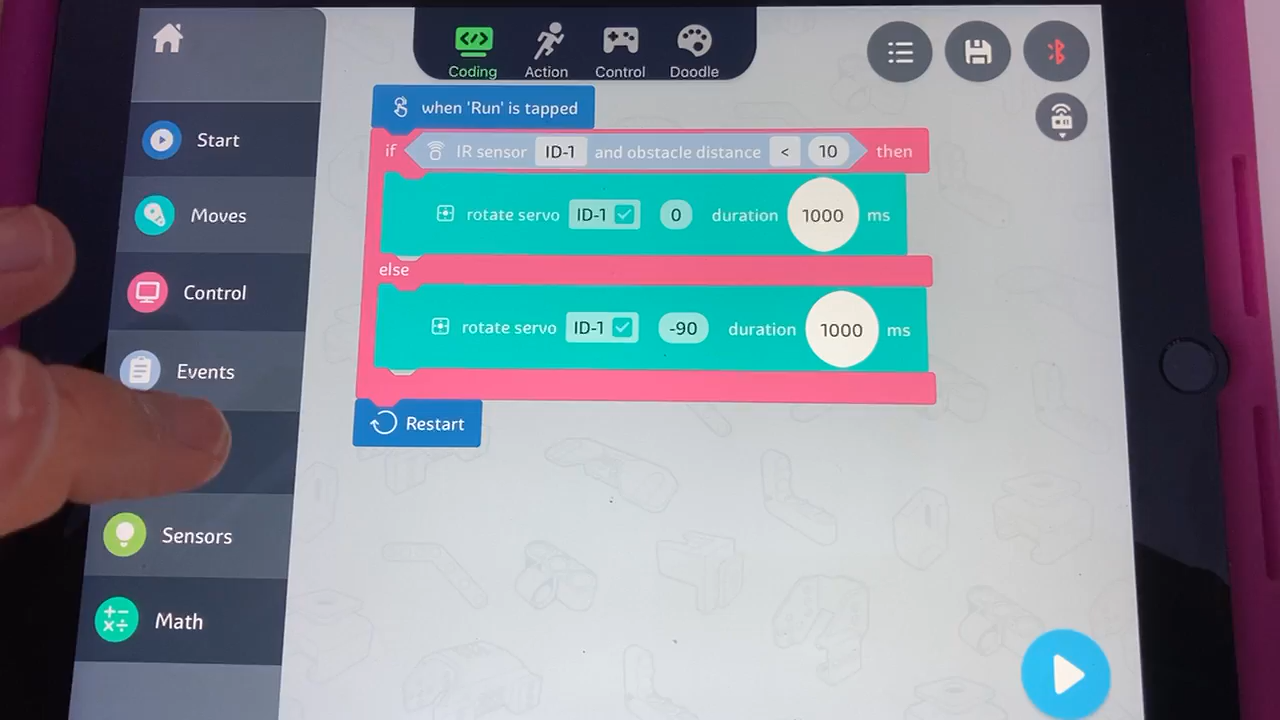 Coding Action Control Doodle
Start
Moves
Control
Events
Sensors
Math
when 'Run' is tapped
if IR sensor ID-1 and obstacle distance < 10 then
rotate servo ID-1 0 duration 1000 ms
else
rotate servo ID-1 -90 duration 1000 ms
Restart